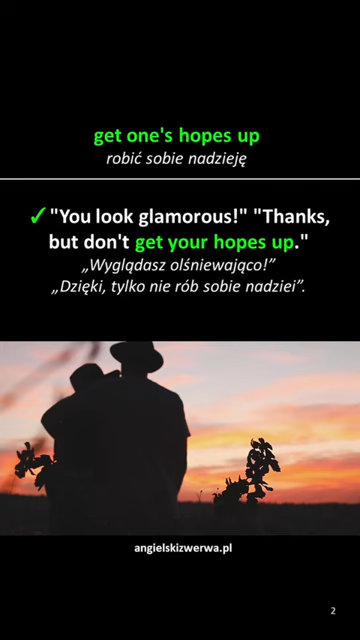 get one's hopes up
robić sobie nadzieję
✓"You look glamorous!" "Thanks,
but don't get your hopes up."
„Wyglądasz olśniewająco!”
„Dzięki, tylko nie rób sobie nadziei”.
angielskizwerwa.pl
2